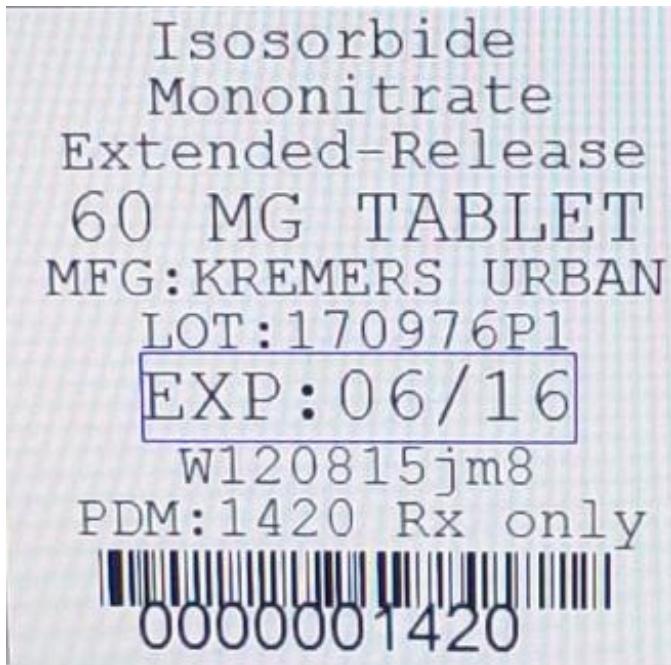 Isosorbide
Mononitrate
Extended-Release
60 MG TABLET
MFG:KREMERS URBAN
LOT:170976P1
EXP:06/16
W120815jm8
PDM:1420 Rx only
0000001420